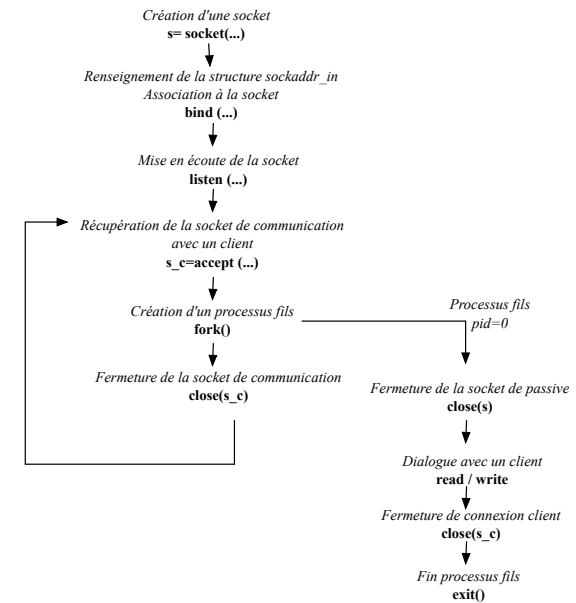 Création d'une socket
s= socket(...)
Renseignement de la structure sockaddr_in
Association à la socket
bind (...)
Mise en écoute de la socket
listen (...)
Récupération de la socket de communication
avec un client
s_c=accept (...)
Création d'un processus fils
fork()
Fermeture de la socket de communication
close(s_c)
Processus fils
pid=0
Fermeture de la socket de passive
close(s)
Dialogue avec un client
read / write
Fermeture de connexion client
close(s_c)
Fin processus fils
exit()